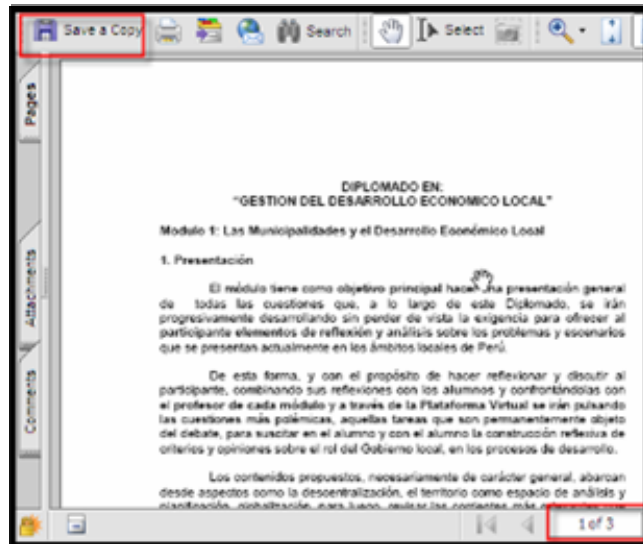 Save a Copy Search Select
Pages
Attachments
Comments
DIPLOMADO EN:
"GESTION DEL DESARROLLO ECONOMICO LOCAL"
Modulo 1: Las Municipalidades y el Desarrollo Económico Local
1. Presentación
El módulo tiene como objetivo principal hacer una presentación general
de todas las cuestiones que, a lo largo de este Diplomado, se irán
progresivamente desarrollando sin perder de vista la exigencia para ofrecer al
participante elementos de reflexión y análisis sobre los problemas y escenarios
que se presentan actualmente en los ámbitos locales de Perú.
De esta forma, y con el propósito de hacer reflexionar y discutir al
participante, combinando sus reflexiones con los alumnos y confrontándolas con
el profesor de cada módulo y a través de la Plataforma Virtual se irán pulsando
las cuestiones más polémicas, aquellas tareas que son permanentemente objeto
del debate, para suscitar en el alumno y con el alumno la construcción reflexiva de
criterios y opiniones sobre el rol del Gobierno local, en los procesos de desarrollo.
Los contenidos propuestos, necesariamente de carácter general, abarcan
desde aspectos como la descentralización, el territorio como espacio de análisis y
planificación, globalización, para luego, revisar las corrientes más
1 of 3